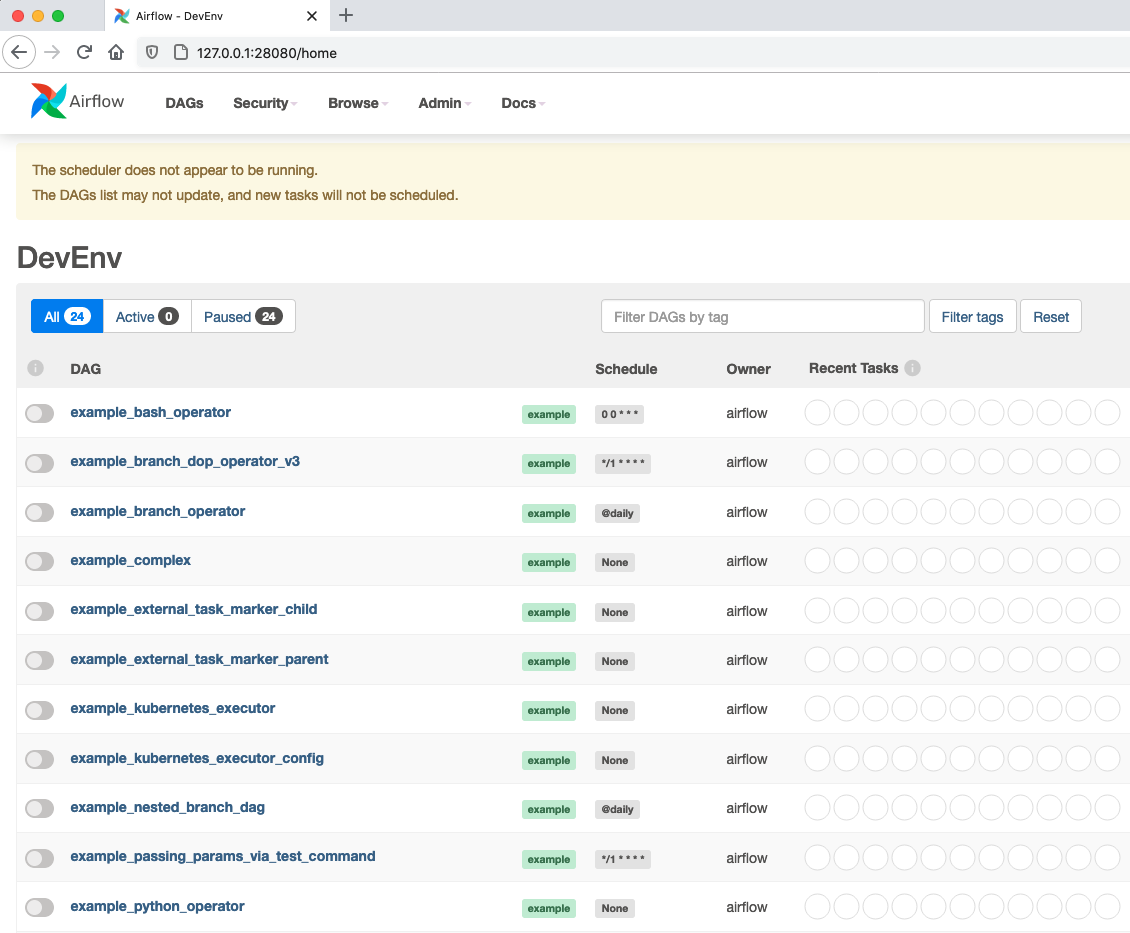 Airflow - DevEnv
127.0.0.1:28080/home
Airflow DAGs Security Browse Admin Docs
The scheduler does not appear to be running.
The DAGs list may not update, and new tasks will not be scheduled.
DevEnv
All 24 Active 0 Paused 24 Filter DAGs by tag Filter tags Reset
i DAG Schedule Owner Recent Tasks i
example_bash_operator example 0 0 * * * airflow
example_branch_dop_operator_v3 example */1 * * * * airflow
example_branch_operator example @daily airflow
example_complex example None airflow
example_external_task_marker_child example None airflow
example_external_task_marker_parent example None airflow
example_kubernetes_executor example None airflow
example_kubernetes_executor_config example None airflow
example_nested_branch_dag example @daily airflow
example_passing_params_via_test_command example */1 * * * * airflow
example_python_operator example None airflow